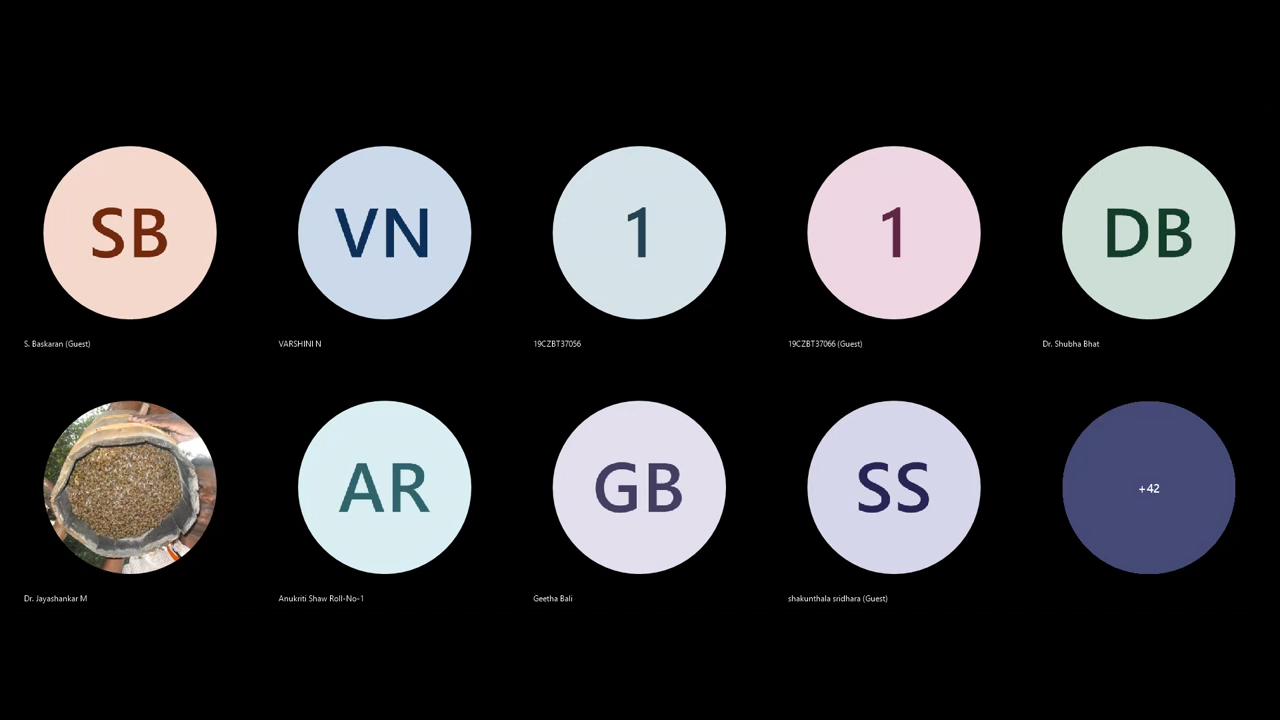 SB
VN
1
1
DB
S. Baskaran (Guest)
VARSHINI N
19CZBT37056
19CZBT37066 (Guest)
Dr. Shubha Bhat
AR
GB
SS
+42
Dr. Jayashankar M
Anukriti Shaw Roll-No-1
Geetha Bali
shakunthala sridhara (Guest)